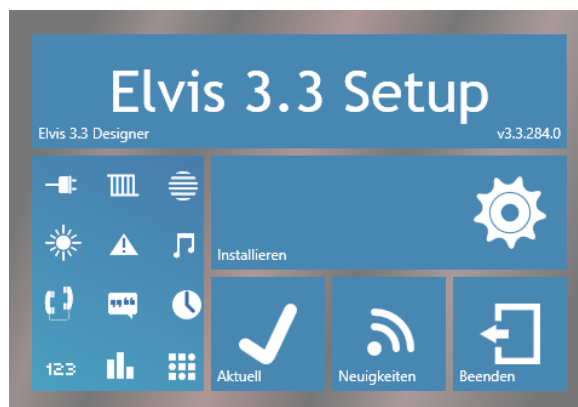 Elvis 3.3 Setup
Elvis 3.3 Designer
v3.3.284.0
Installieren
123
Aktuell
Neuigkeiten
Beenden